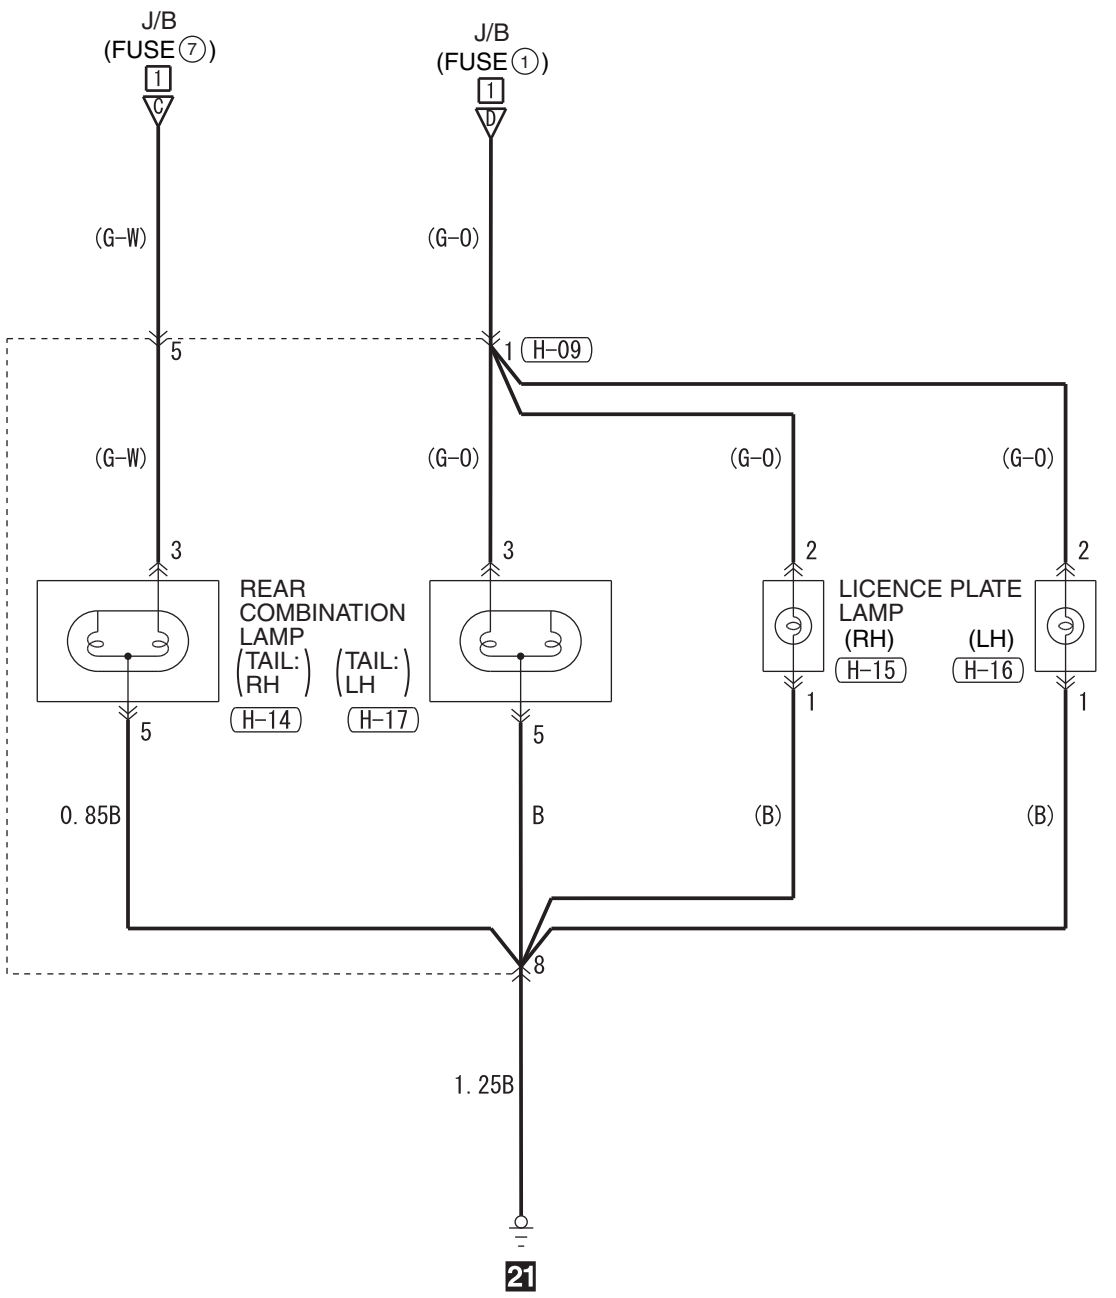 J/B
(FUSE 7)
1
C
J/B
(FUSE 1)
1
D
(G-W)
(G-O)
5
1
H-09
(G-W)
(G-O)
(G-O)
(G-O)
3
3
2
2
REAR
COMBINATION
LAMP
(TAIL:
RH)
(TAIL:
LH)
H-14
H-17
LICENCE PLATE
LAMP
(RH)
(LH)
H-15
H-16
5
5
1
1
0.85B
B
(B)
(B)
8
1.25B
21